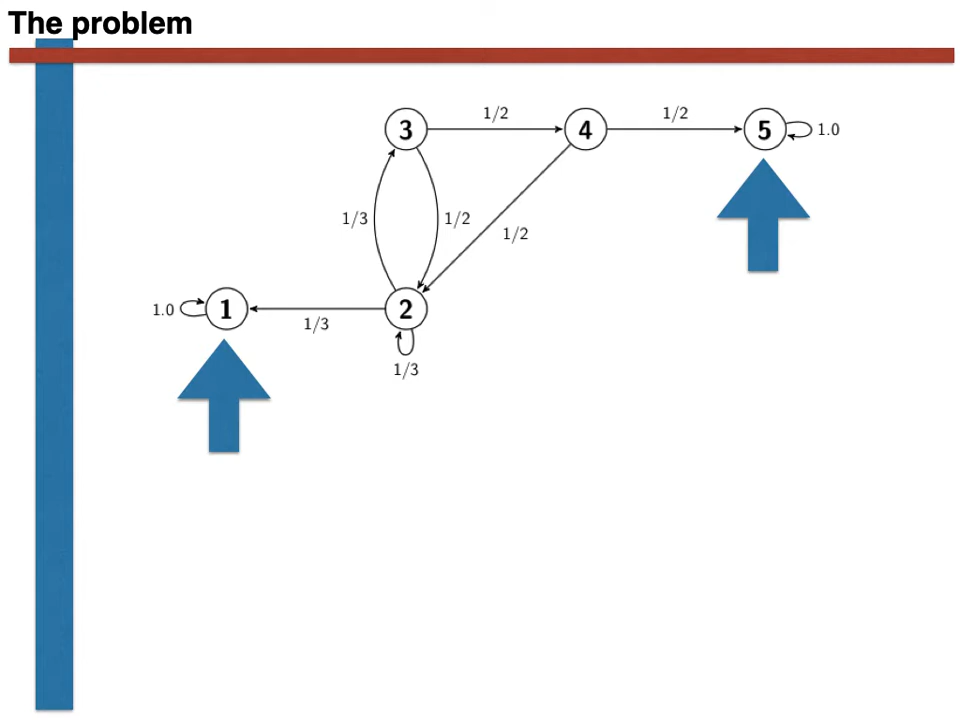 The problem
1/2 1/2
3 4 5 1.0
1/3 1/2
1/2
1.0 1 2
1/3
1/3